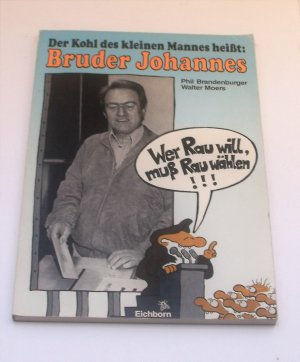 Der Kohl des kleinen Mannes heißt:
Bruder Johannes
Phil Brandenburger
Walter Moers
Wer Rau will,
muß Rau wählen
!!!
Eichborn